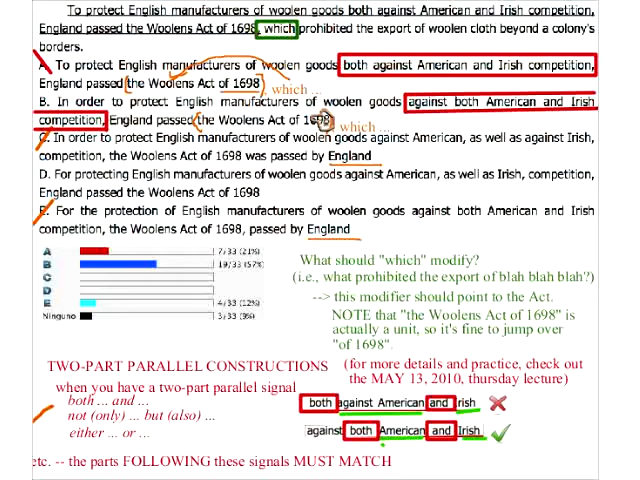 To protect English manufacturers of woolen goods both against American and Irish competition,
England passed the Woolens Act of 1698, which prohibited the export of woolen cloth beyond a colony's
borders.
A. To protect English manufacturers of woolen goods both against American and Irish competition,
England passed the Woolens Act of 1698, which ...
B. In order to protect English manufacturers of woolen goods against both American and Irish
competition, England passed the Woolens Act of 1698, which ...
C. In order to protect English manufacturers of woolen goods against American, as well as against Irish,
competition, the Woolens Act of 1698 was passed by England
D. For protecting English manufacturers of woolen goods against American, as well as Irish, competition,
England passed the Woolens Act of 1698
E. For the protection of English manufacturers of woolen goods against both American and Irish
competition, the Woolens Act of 1698, passed by England
A 7/33 (21%)
B 19/33 (57%)
C
D
E 4/33 (12%)
Ninguno 3/33 (9%)
What should "which" modify?
(i.e., what prohibited the export of blah blah blah?)
--> this modifier should point to the Act.
NOTE that "the Woolens Act of 1698" is
actually a unit, so it's fine to jump over
"of 1698".
TWO-PART PARALLEL CONSTRUCTIONS
(for more details and practice, check out
the MAY 13, 2010, thursday lecture)
when you have a two-part parallel signal
both ... and ...
not (only) ... but (also) ...
either ... or ...
both against American and Irish
against both American and Irish
etc. -- the parts FOLLOWING these signals MUST MATCH